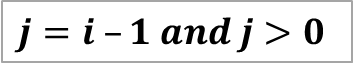 j = i – 1 and j > 0